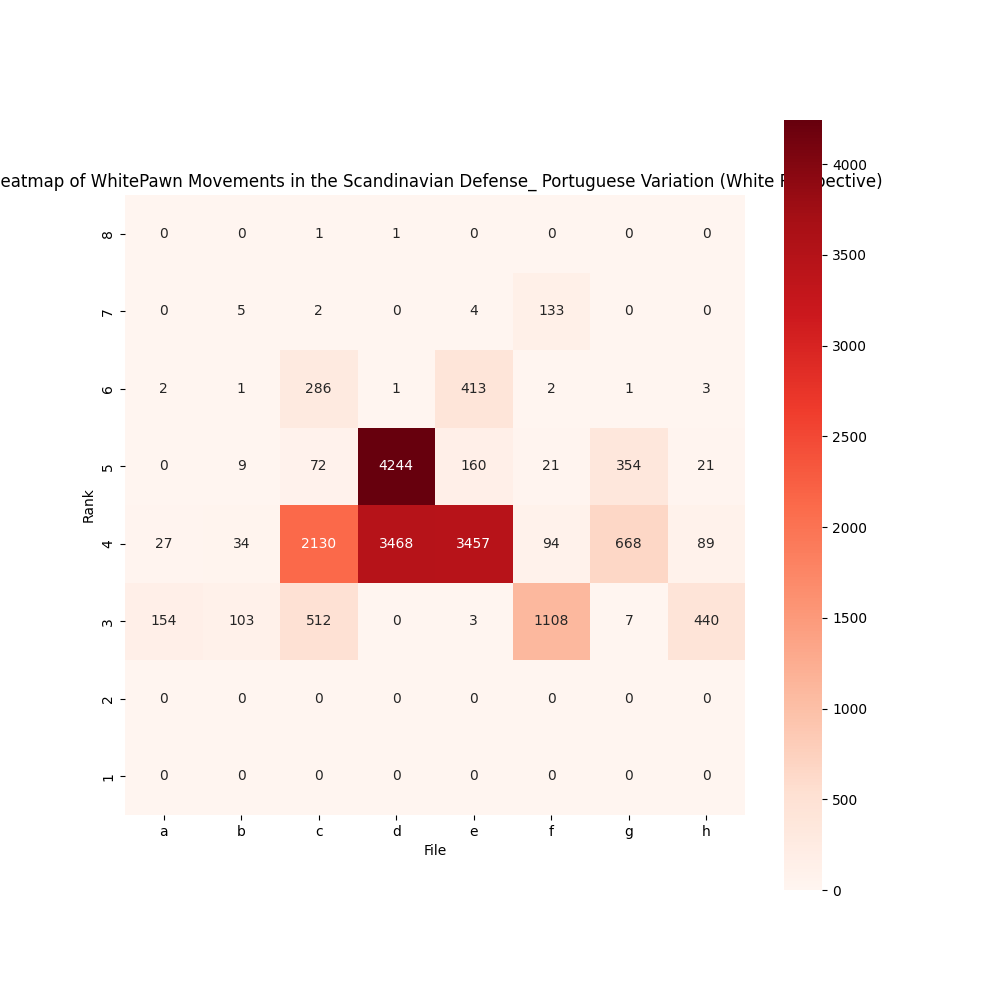 eatmap of WhitePawn Movements in the Scandinavian Defense_ Portuguese Variation (White P pective)
8 0 0 1 1 0 0 0 0
7 0 5 2 0 4 133 0 0
6 2 1 286 1 413 2 1 3
5 0 9 72 4244 160 21 354 21
4 27 34 2130 3468 3457 94 668 89
3 154 103 512 0 3 1108 7 440
2 0 0 0 0 0 0 0 0
1 0 0 0 0 0 0 0 0
a b c d e f g h
File
Rank
4000
3500
3000
2500
2000
1500
1000
500
0